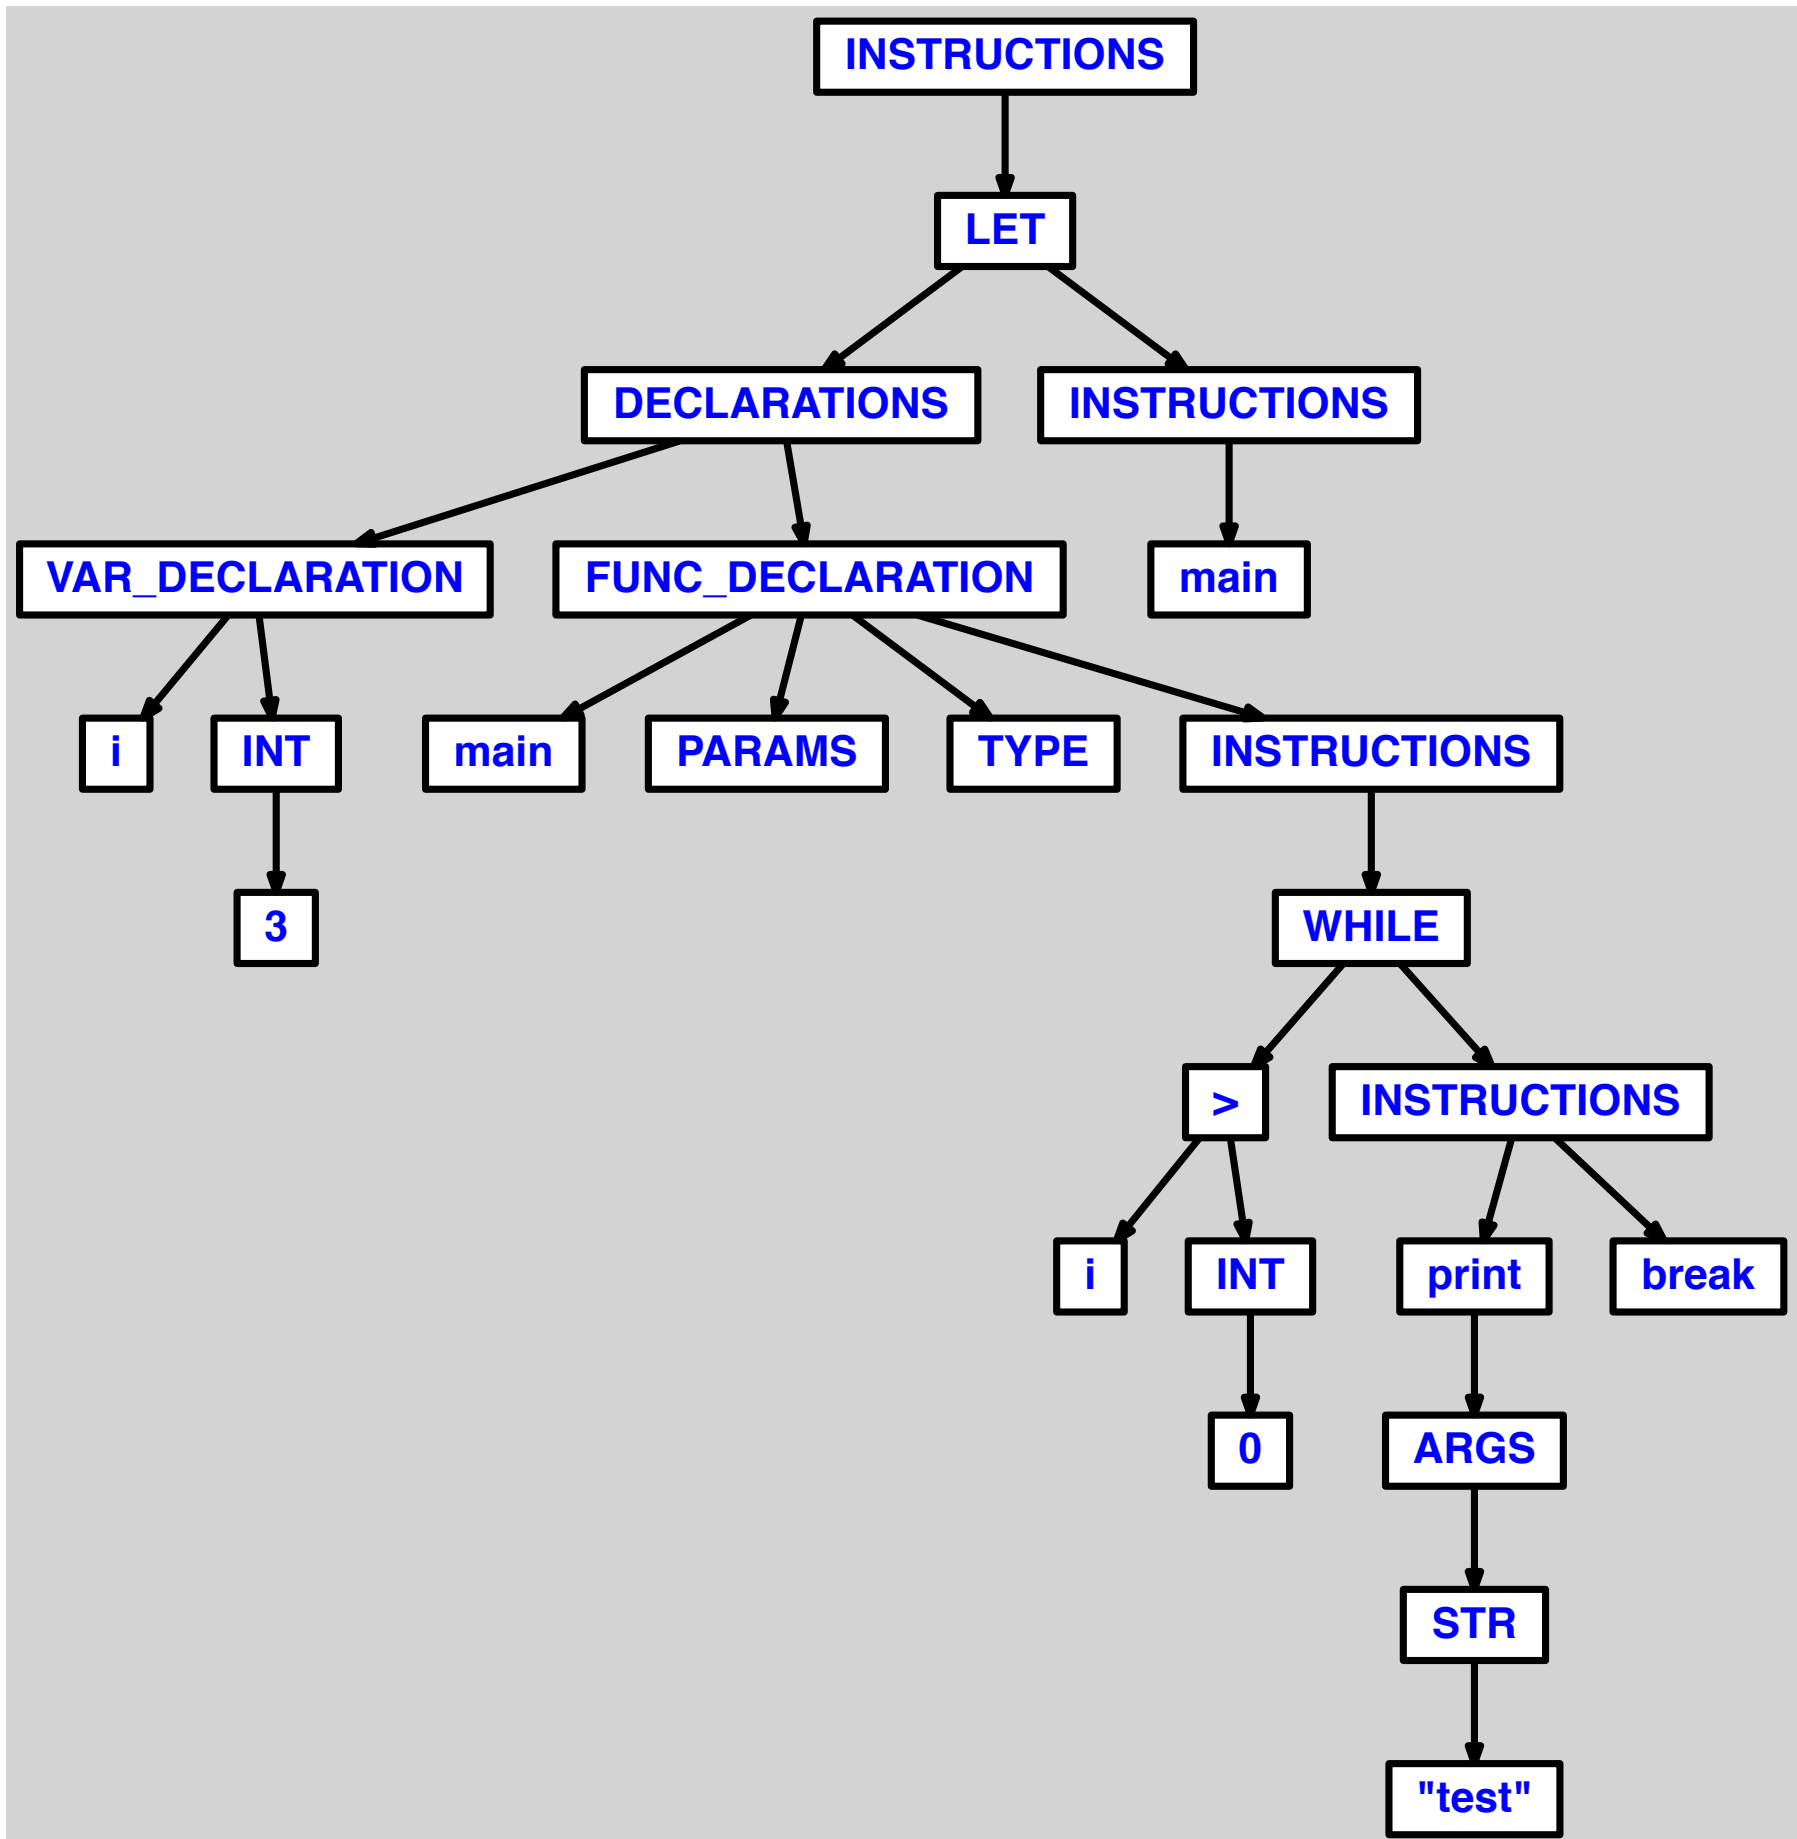 INSTRUCTIONS
LET
DECLARATIONS
INSTRUCTIONS
VAR_DECLARATION
FUNC_DECLARATION
main
i
INT
main
PARAMS
TYPE
INSTRUCTIONS
3
WHILE
>
INSTRUCTIONS
i
INT
print
break
0
ARGS
STR
"test"